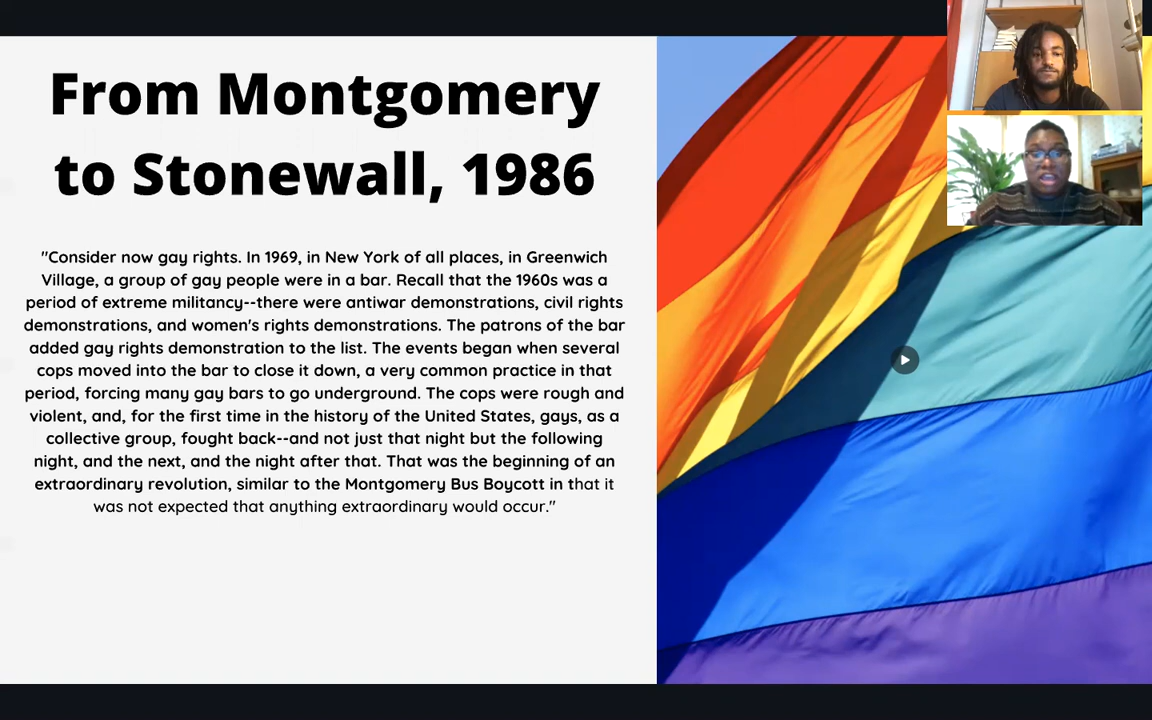 From Montgomery
to Stonewall, 1986
"Consider now gay rights. In 1969, in New York of all places, in Greenwich
Village, a group of gay people were in a bar. Recall that the 1960s was a
period of extreme militancy--there were antiwar demonstrations, civil rights
demonstrations, and women's rights demonstrations. The patrons of the bar
added gay rights demonstration to the list. The events began when several
cops moved into the bar to close it down, a very common practice in that
period, forcing many gay bars to go underground. The cops were rough and
violent, and, for the first time in the history of the United States, gays, as a
collective group, fought back--and not just that night but the following
night, and the next, and the night after that. That was the beginning of an
extraordinary revolution, similar to the Montgomery Bus Boycott in that it
was not expected that anything extraordinary would occur."